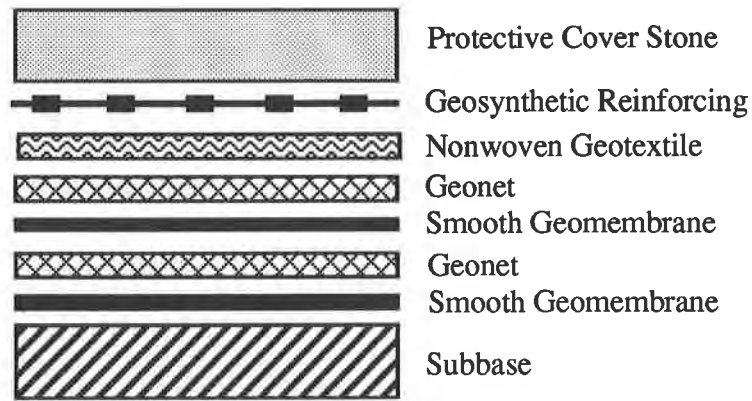 Protective Cover Stone
Geosynthetic Reinforcing
Nonwoven Geotextile
Geonet
Smooth Geomembrane
Geonet
Smooth Geomembrane
Subbase